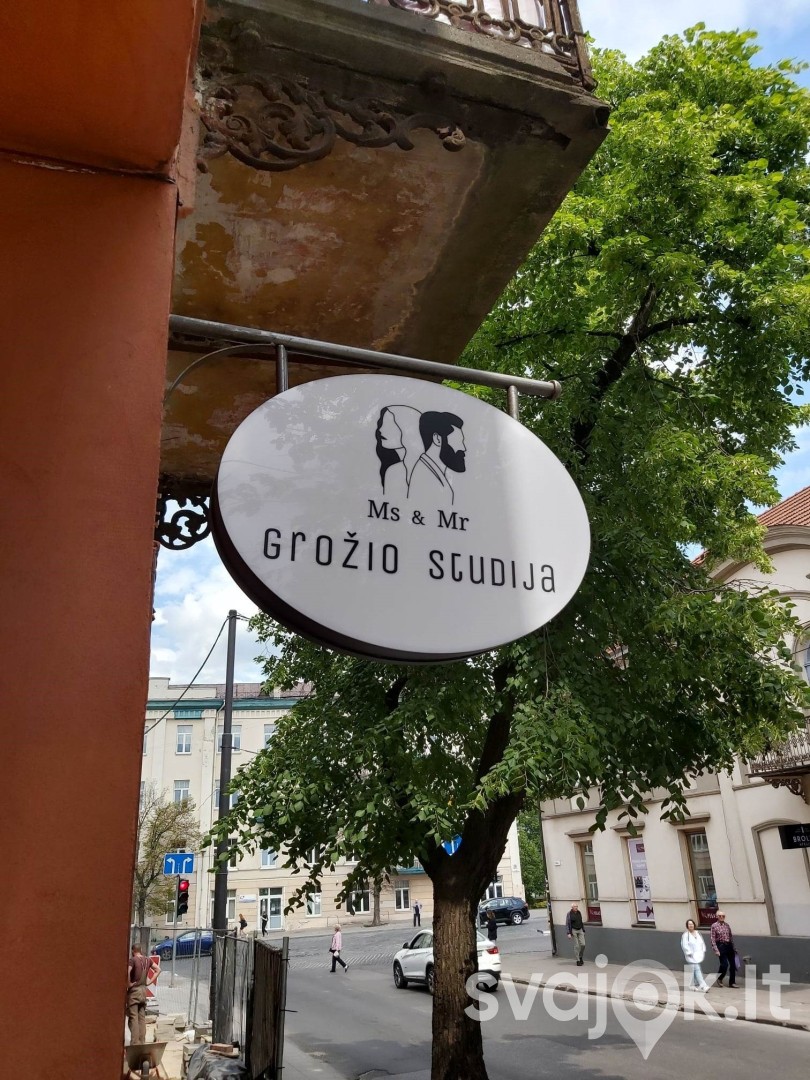 Ms & Mr
Grožio Studija
svajok.lt